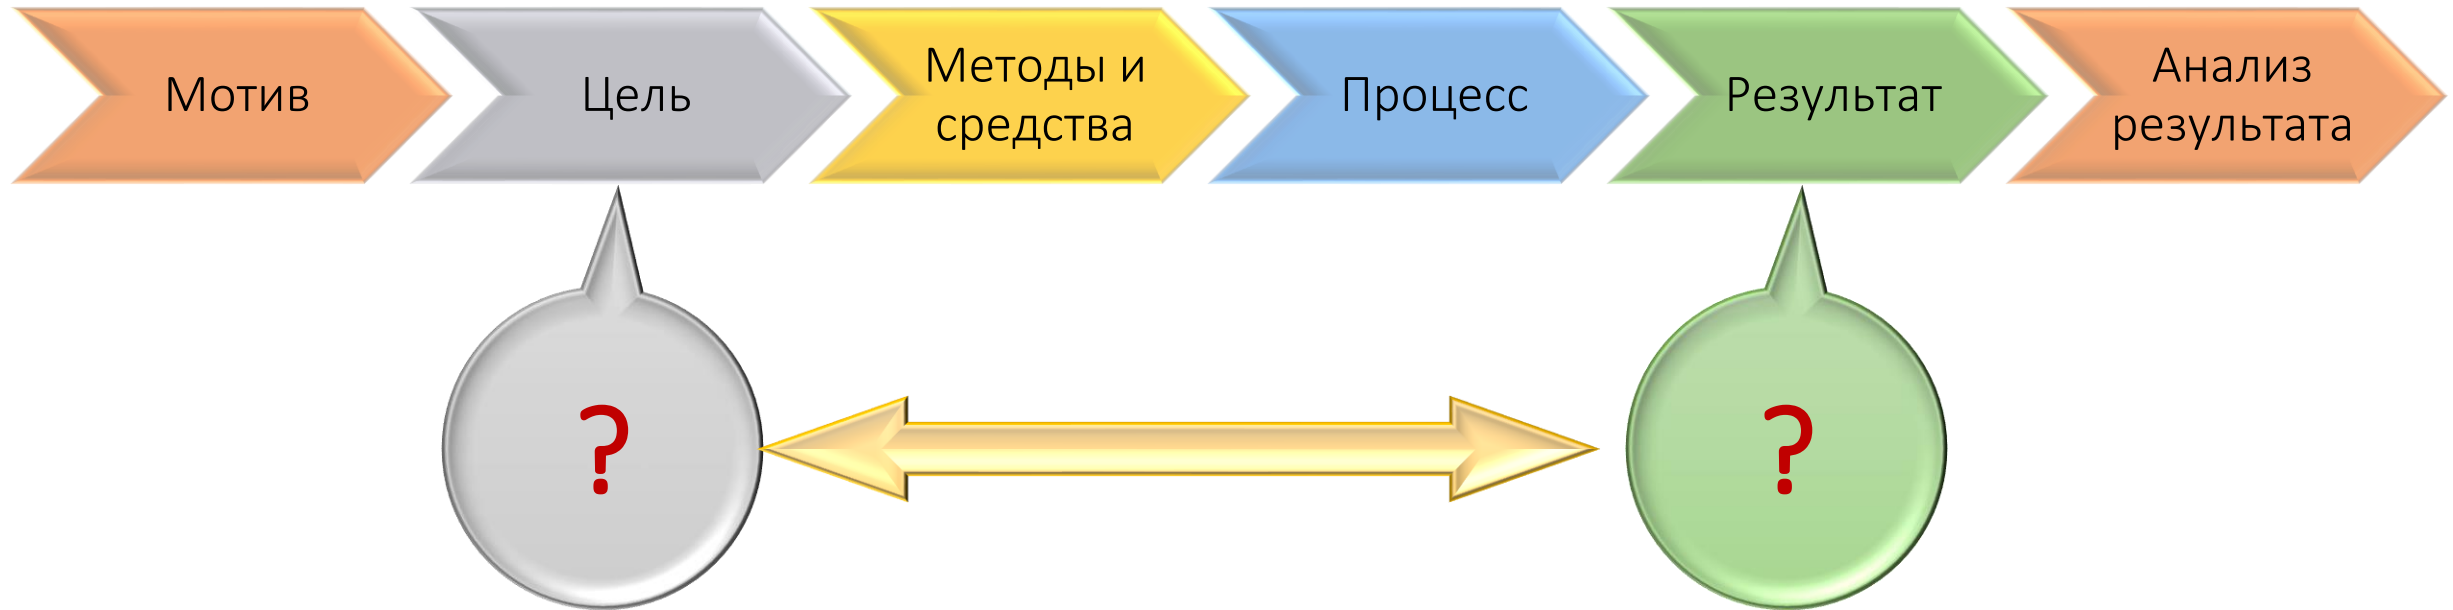 Мотив
Цель
Методы и
средства
Процесс
Результат
Анализ
результата
?
?